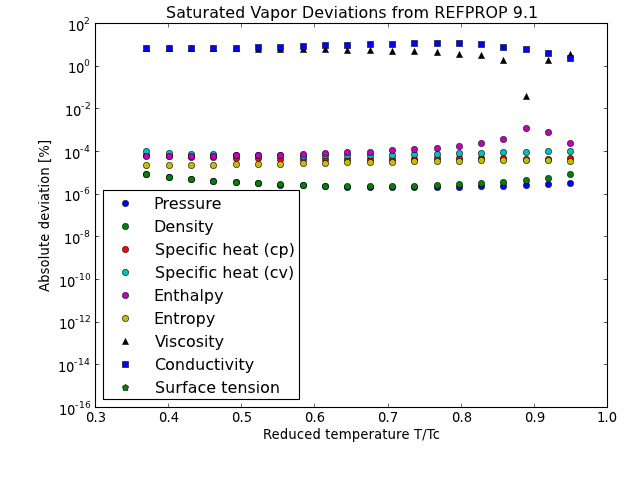 Saturated Vapor Deviations from REFPROP 9.1
10^2
10^0
10^-2
10^-4
10^-6
10^-8
10^-10
10^-12
10^-14
10^-16
Absolute deviation [%]
Pressure
Density
Specific heat (cp)
Specific heat (cv)
Enthalpy
Entropy
Viscosity
Conductivity
Surface tension
0.3 0.4 0.5 0.6 0.7 0.8 0.9 1.0
Reduced temperature T/Tc